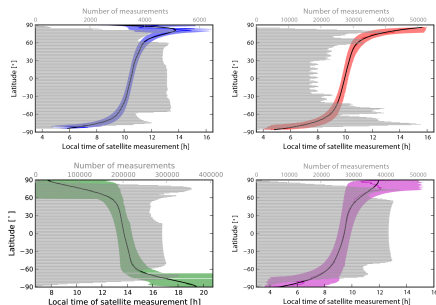 Number of measurements
0 2000 4000 6000
90
60
30
0
−30
−60
−90
Latitude [°]
4 6 8 10 12 14 16
Local time of satellite measurement [h]
Number of measurements
0 10000 20000 30000 40000 50000
90
60
30
0
−30
−60
−90
Latitude [°]
4 6 8 10 12 14 16
Local time of satellite measurement [h]
Number of measurements
0 100000 200000 300000 400000
90
60
30
0
−30
−60
−90
Latitude [°]
8 10 12 14 16 18 20
Local time of satellite measurement [h]
Number of measurements
0 10000 20000 30000 40000 50000
90
60
30
0
−30
−60
−90
Latitude [°]
4 6 8 10 12 14 16
Local time of satellite measurement [h]